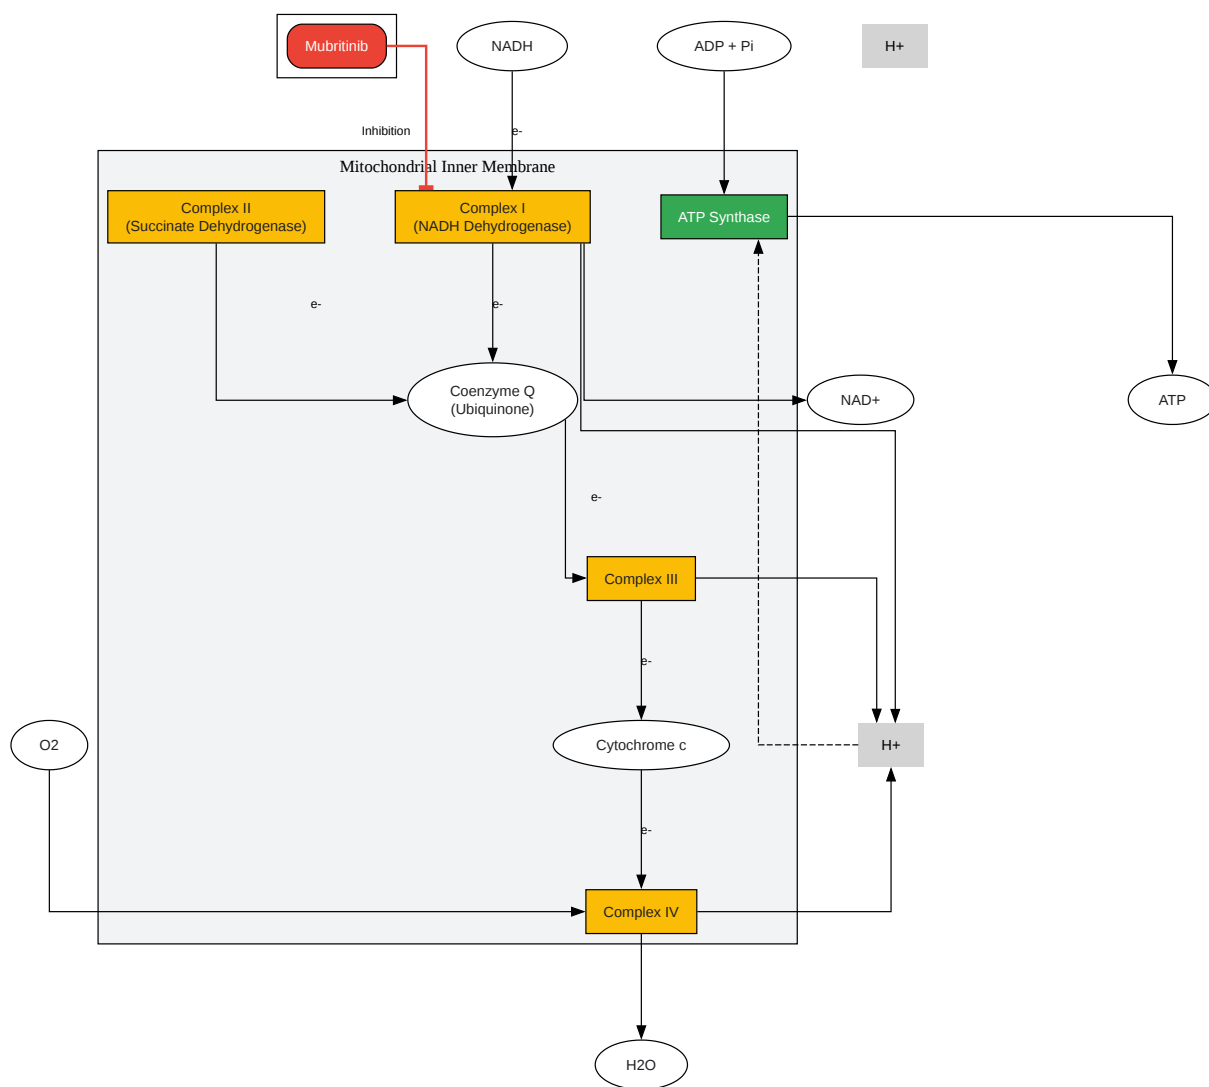 Mubritinib
NADH
ADP + Pi
H+
Inhibition
e-
Mitochondrial Inner Membrane
Complex II
(Succinate Dehydrogenase)
Complex I
(NADH Dehydrogenase)
ATP Synthase
e-
e-
Coenzyme Q
(Ubiquinone)
NAD+
ATP
e-
Complex III
e-
O2
Cytochrome c
H+
e-
Complex IV
H2O